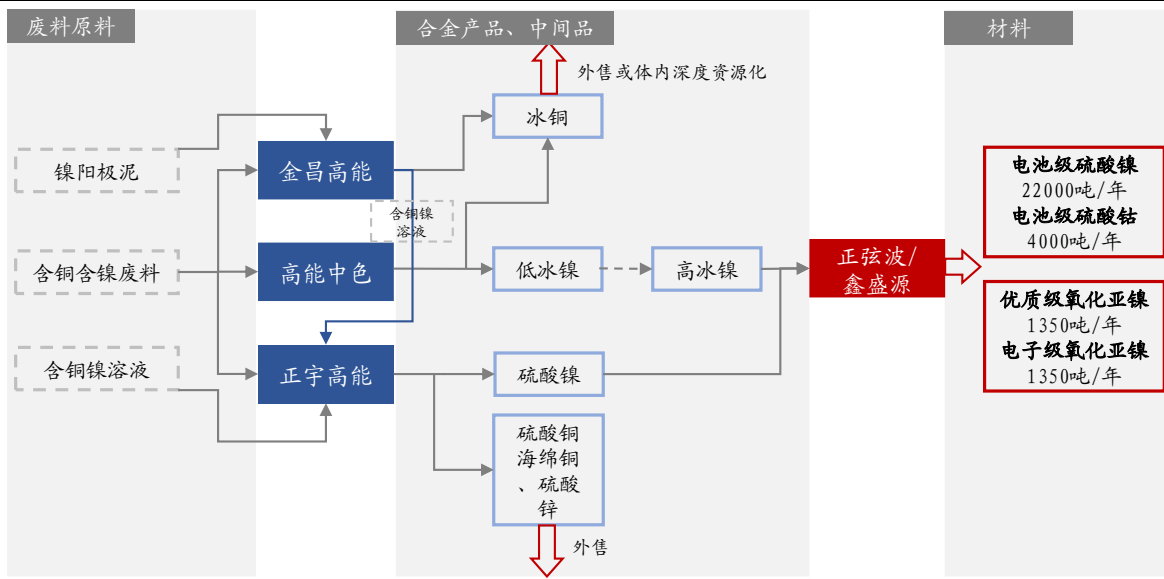 废料原料
合金产品、中间品
材料
外售或体内深度资源化
冰铜
镍阳极泥
金昌高能
含铜镍
溶液
含铜含镍废料
高能中色
低冰镍
高冰镍
正弦波/
鑫盛源
电池级硫酸镍
22000吨/年
电池级硫酸钴
4000吨/年
优质级氧化亚镍
1350吨/年
电子级氧化亚镍
1350吨/年
含铜镍溶液
正宇高能
硫酸镍
硫酸铜
海绵铜
、硫酸
锌
外售